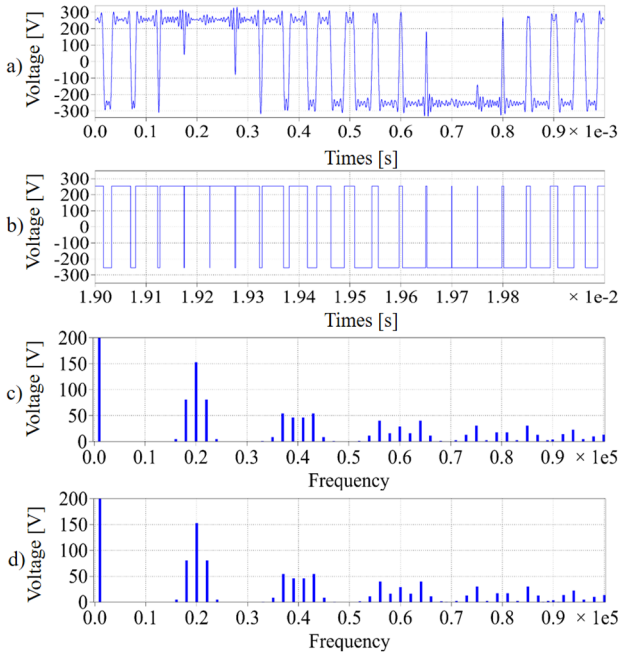 a)
Voltage [V]
300
200
100
0
-100
-200
-300
0.0 0.1 0.2 0.3 0.4 0.5 0.6 0.7 0.8 0.9 × 1e-3
Times [s]
b)
Voltage [V]
300
200
100
0
-100
-200
-300
1.90 1.91 1.92 1.93 1.94 1.95 1.96 1.97 1.98 × 1e-2
Times [s]
c)
Voltage [V]
200
150
100
50
0
0.0 0.1 0.2 0.3 0.4 0.5 0.6 0.7 0.8 0.9 × 1e5
Frequency
d)
Voltage [V]
200
150
100
50
0
0.0 0.1 0.2 0.3 0.4 0.5 0.6 0.7 0.8 0.9 × 1e5
Frequency